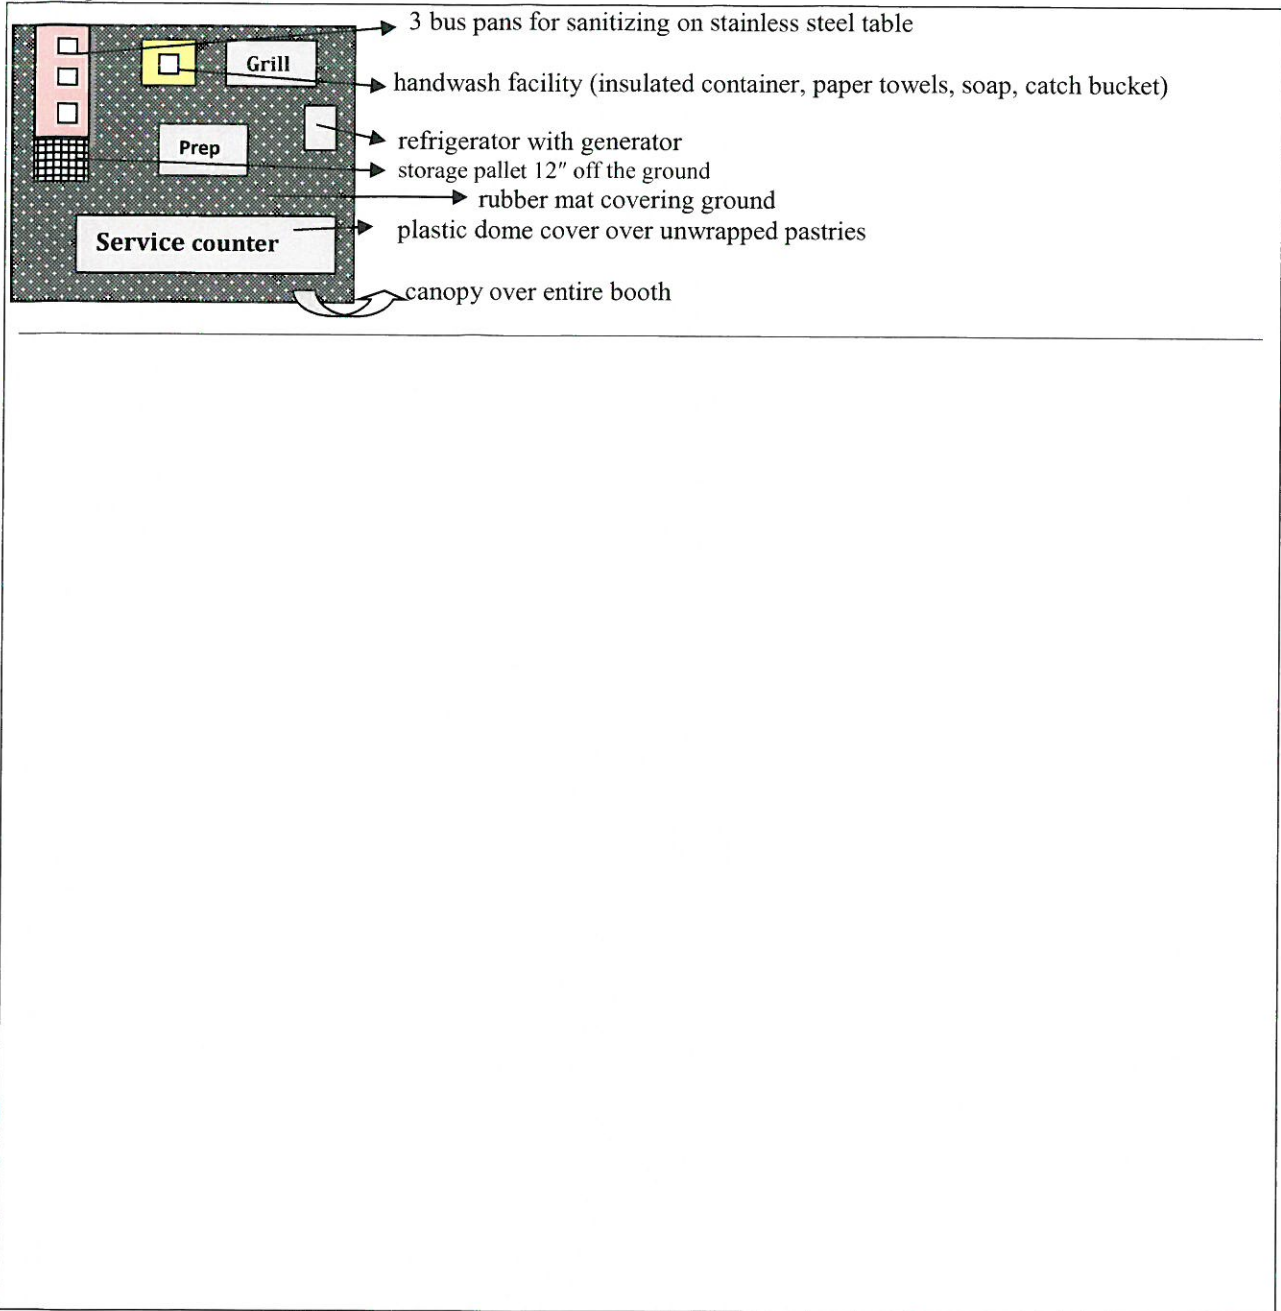 3 bus pans for sanitizing on stainless steel table
Grill
handwash facility (insulated container, paper towels, soap, catch bucket)
refrigerator with generator
Prep
storage pallet 12″ off the ground
rubber mat covering ground
plastic dome cover over unwrapped pastries
Service counter
canopy over entire booth